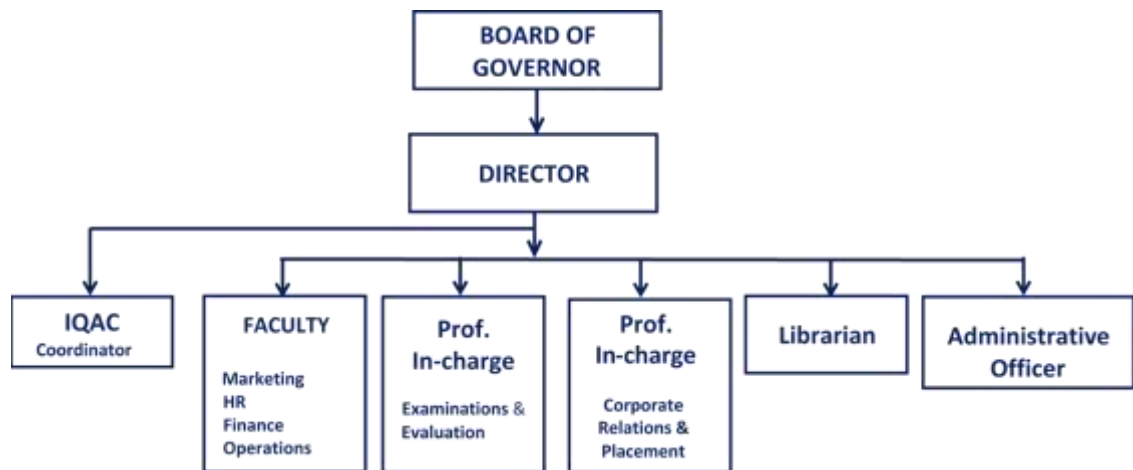 BOARD OF
GOVERNOR
DIRECTOR
IQAC
Coordinator
FACULTY
Marketing
HR
Finance
Operations
Prof.
In-charge
Examinations &
Evaluation
Prof.
In-charge
Corporate
Relations &
Placement
Librarian
Administrative
Officer